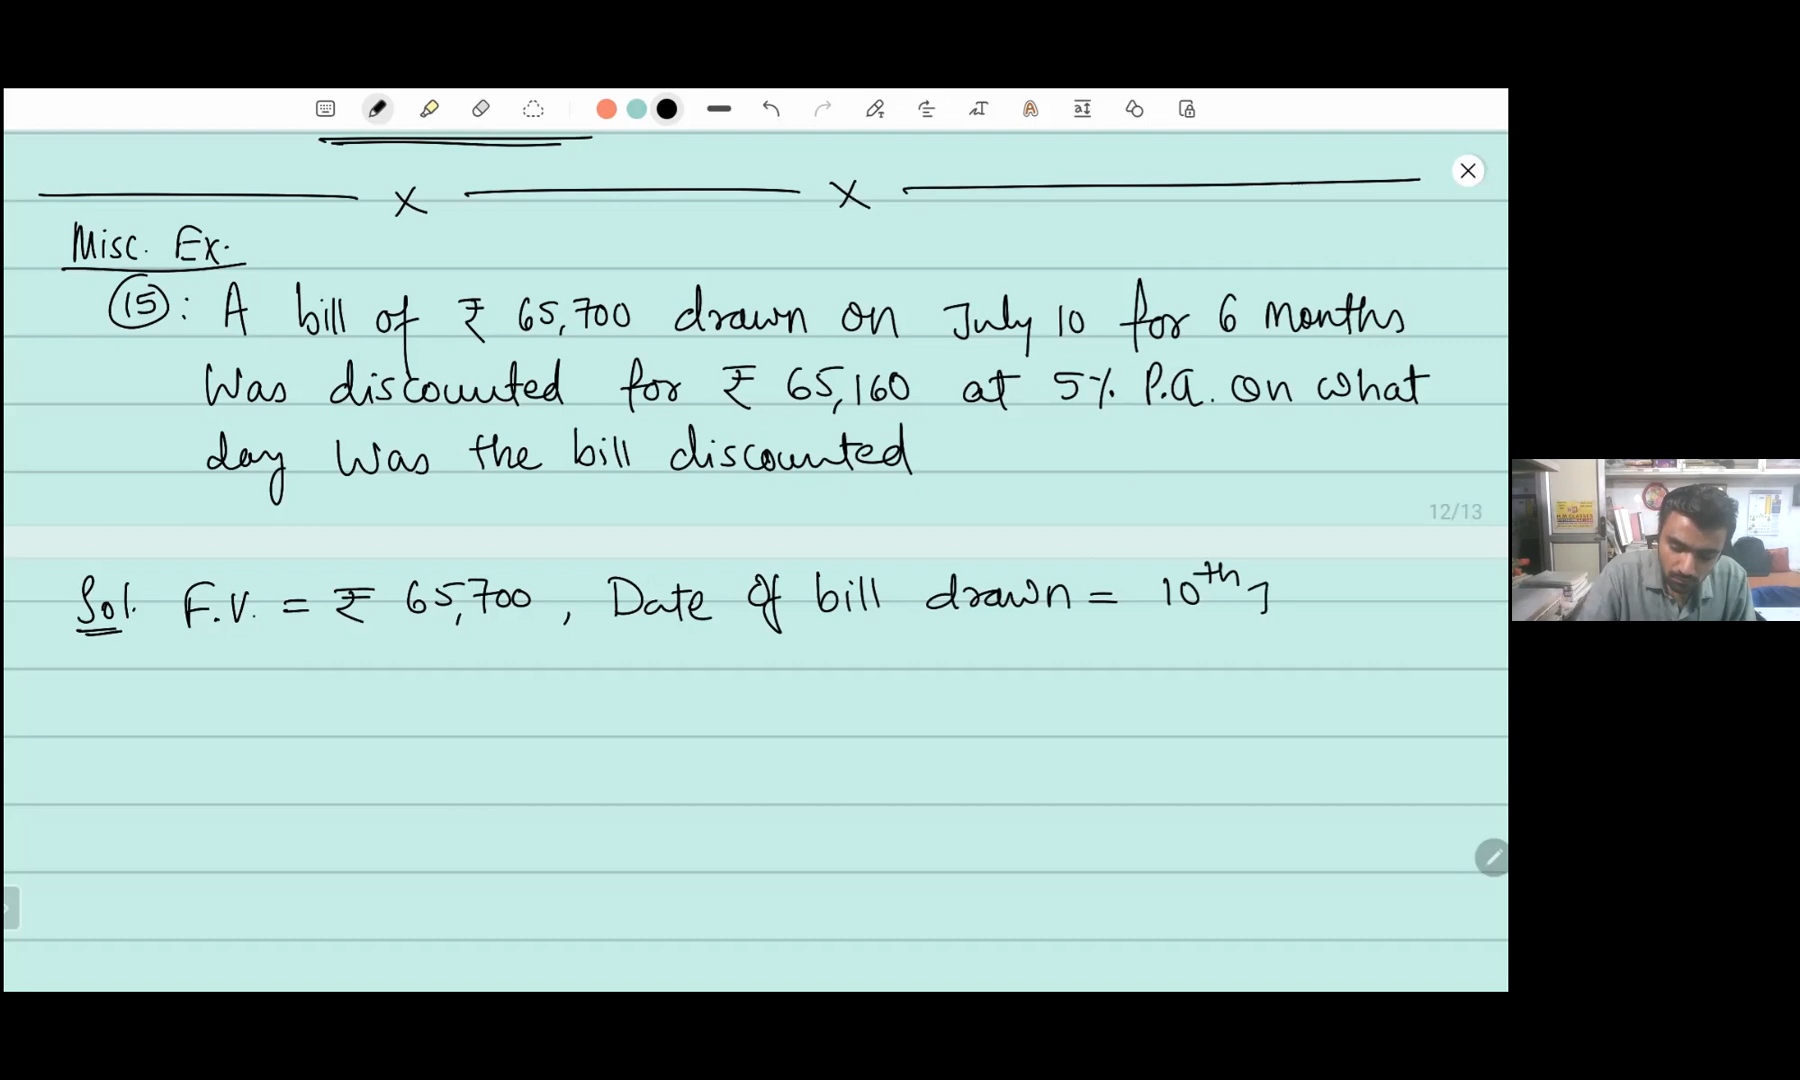 Misc. Ex.
15: A bill of ₹ 65,700 drawn on July 10 for 6 months
was discounted for ₹ 65,160 at 5% P.a. on what
day was the bill discounted
12/13
Sol. F.V. = ₹ 65,700, Date of bill drawn = 10th J